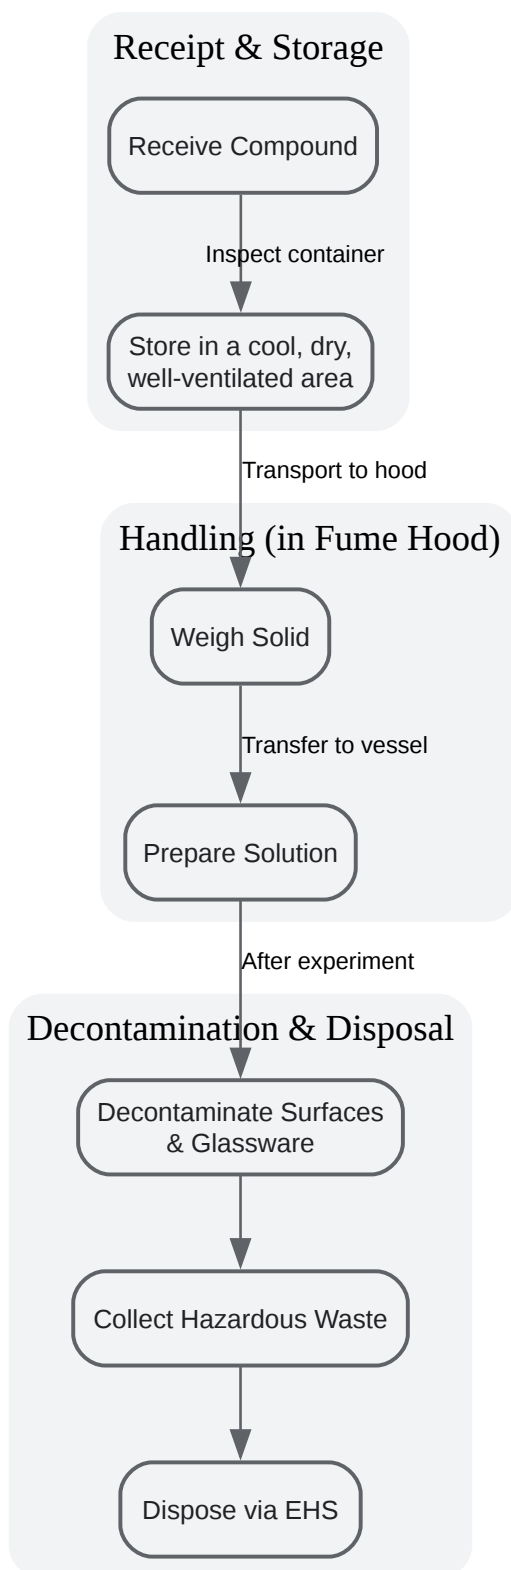 Receipt & Storage
Receive Compound
Inspect container
Store in a cool, dry,
well-ventilated area
Transport to hood
Handling (in Fume Hood)
Weigh Solid
Transfer to vessel
Prepare Solution
After experiment
Decontamination & Disposal
Decontaminate Surfaces
& Glassware
Collect Hazardous Waste
Dispose via EHS